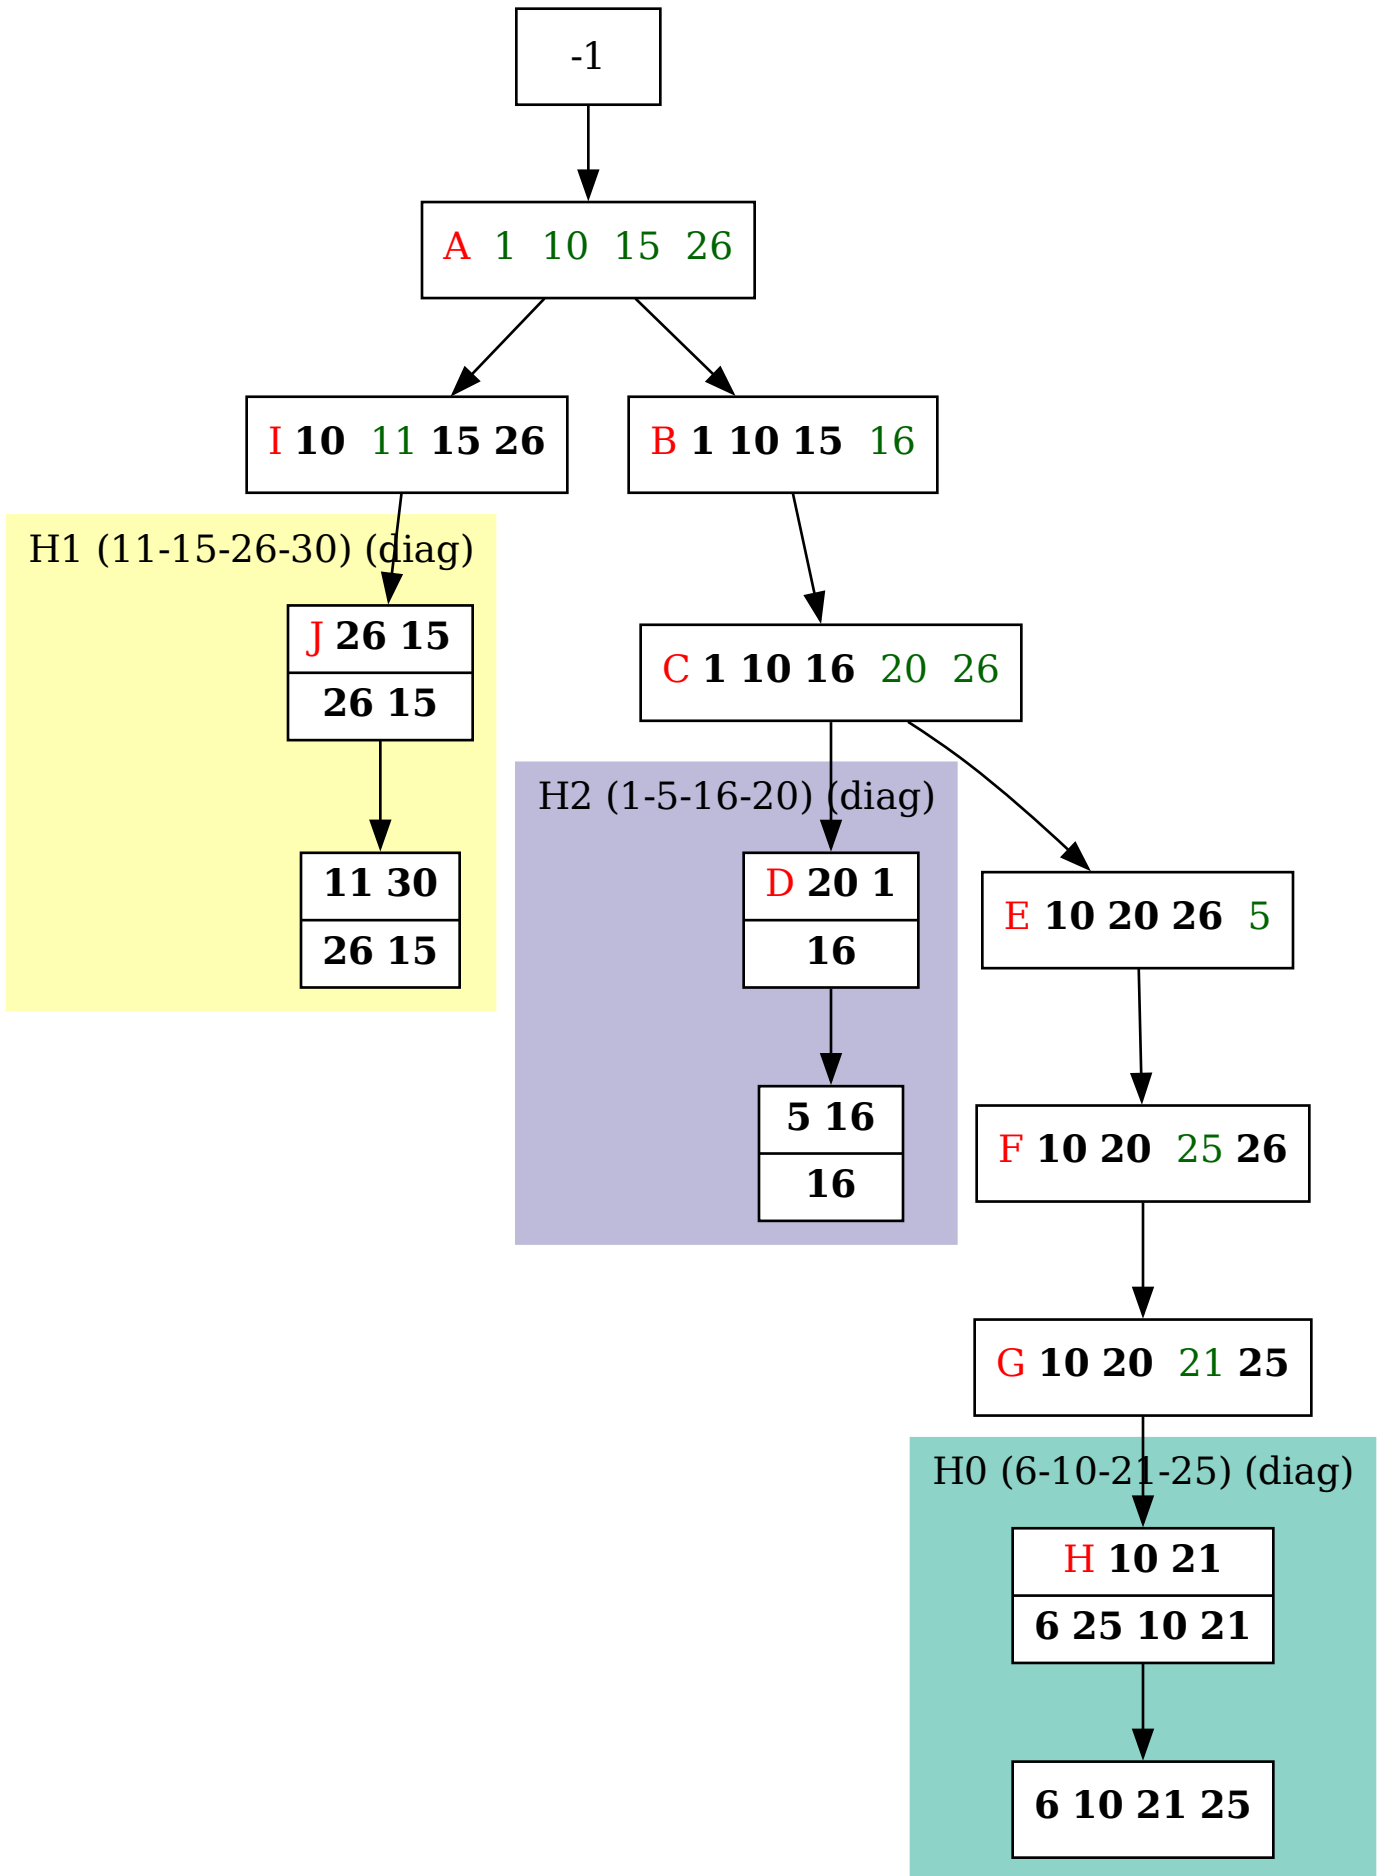 -1
A 1 10 15 26
I 10 11 15 26
B 1 10 15 16
H1 (11-15-26-30) (diag)
J 26 15
26 15
C 1 10 16 20 26
H2 (1-5-16-20) (diag)
11 30
26 15
D 20 1
16
E 10 20 26 5
5 16
16
F 10 20 25 26
G 10 20 21 25
H0 (6-10-21-25) (diag)
H 10 21
6 25 10 21
6 10 21 25